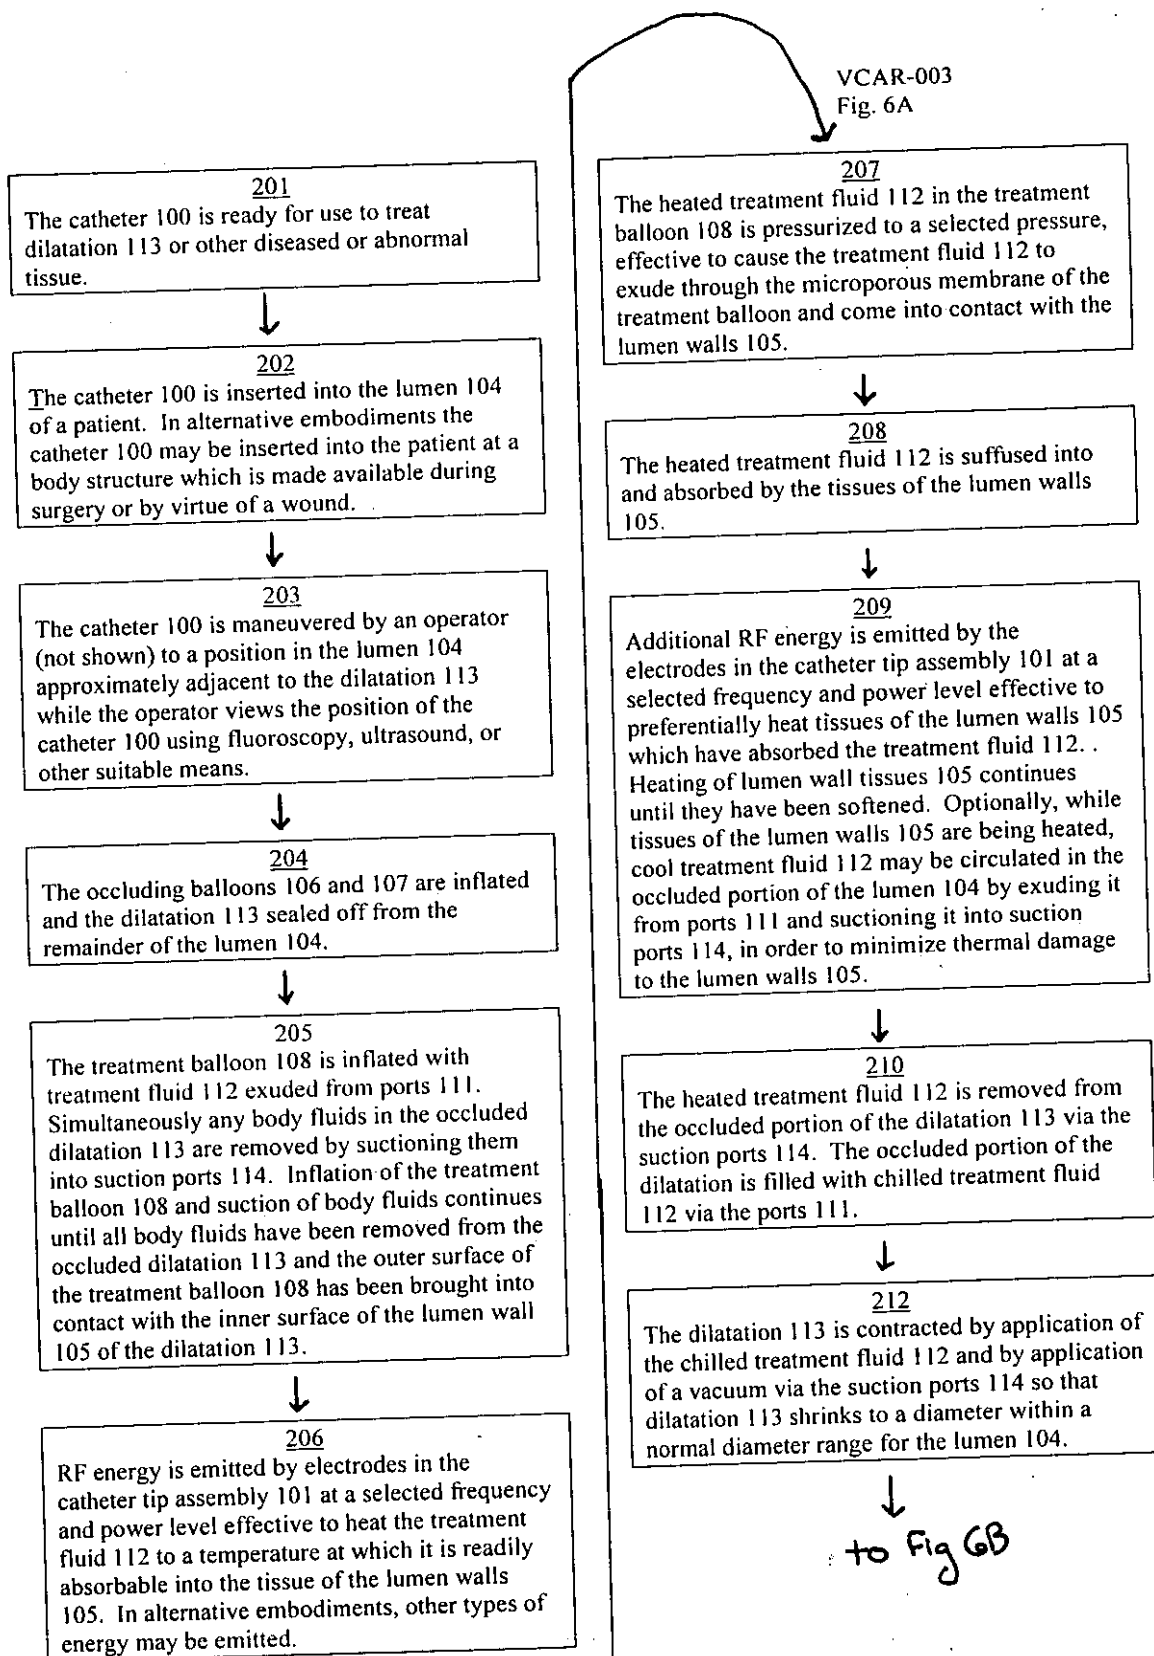 VCAR-003
Fig. 6A
201
The catheter 100 is ready for use to treat
dilatation 113 or other diseased or abnormal
tissue.
202
The catheter 100 is inserted into the lumen 104
of a patient. In alternative embodiments the
catheter 100 may be inserted into the patient at a
body structure which is made available during
surgery or by virtue of a wound.
203
The catheter 100 is maneuvered by an operator
(not shown) to a position in the lumen 104
approximately adjacent to the dilatation 113
while the operator views the position of the
catheter 100 using fluoroscopy, ultrasound, or
other suitable means.
204
The occluding balloons 106 and 107 are inflated
and the dilatation 113 sealed off from the
remainder of the lumen 104.
205
The treatment balloon 108 is inflated with
treatment fluid 112 exuded from ports 111.
Simultaneously any body fluids in the occluded
dilatation 113 are removed by suctioning them
into suction ports 114. Inflation of the treatment
balloon 108 and suction of body fluids continues
until all body fluids have been removed from the
occluded dilatation 113 and the outer surface of
the treatment balloon 108 has been brought into
contact with the inner surface of the lumen wall
105 of the dilatation 113.
206
RF energy is emitted by electrodes in the
catheter tip assembly 101 at a selected frequency
and power level effective to heat the treatment
fluid 112 to a temperature at which it is readily
absorbable into the tissue of the lumen walls
105. In alternative embodiments, other types of
energy may be emitted.
207
The heated treatment fluid 112 in the treatment
balloon 108 is pressurized to a selected pressure,
effective to cause the treatment fluid 112 to
exude through the microporous membrane of the
treatment balloon and come into contact with the
lumen walls 105.
208
The heated treatment fluid 112 is suffused into
and absorbed by the tissues of the lumen walls
105.
209
Additional RF energy is emitted by the
electrodes in the catheter tip assembly 101 at a
selected frequency and power level effective to
preferentially heat tissues of the lumen walls 105
which have absorbed the treatment fluid 112. .
Heating of lumen wall tissues 105 continues
until they have been softened. Optionally, while
tissues of the lumen walls 105 are being heated,
cool treatment fluid 112 may be circulated in the
occluded portion of the lumen 104 by exuding it
from ports 111 and suctioning it into suction
ports 114, in order to minimize thermal damage
to the lumen walls 105.
210
The heated treatment fluid 112 is removed from
the occluded portion of the dilatation 113 via the
suction ports 114. The occluded portion of the
dilatation is filled with chilled treatment fluid
112 via the ports 111.
212
The dilatation 113 is contracted by application of
the chilled treatment fluid 112 and by application
of a vacuum via the suction ports 114 so that
dilatation 113 shrinks to a diameter within a
normal diameter range for the lumen 104.
to Fig 6B